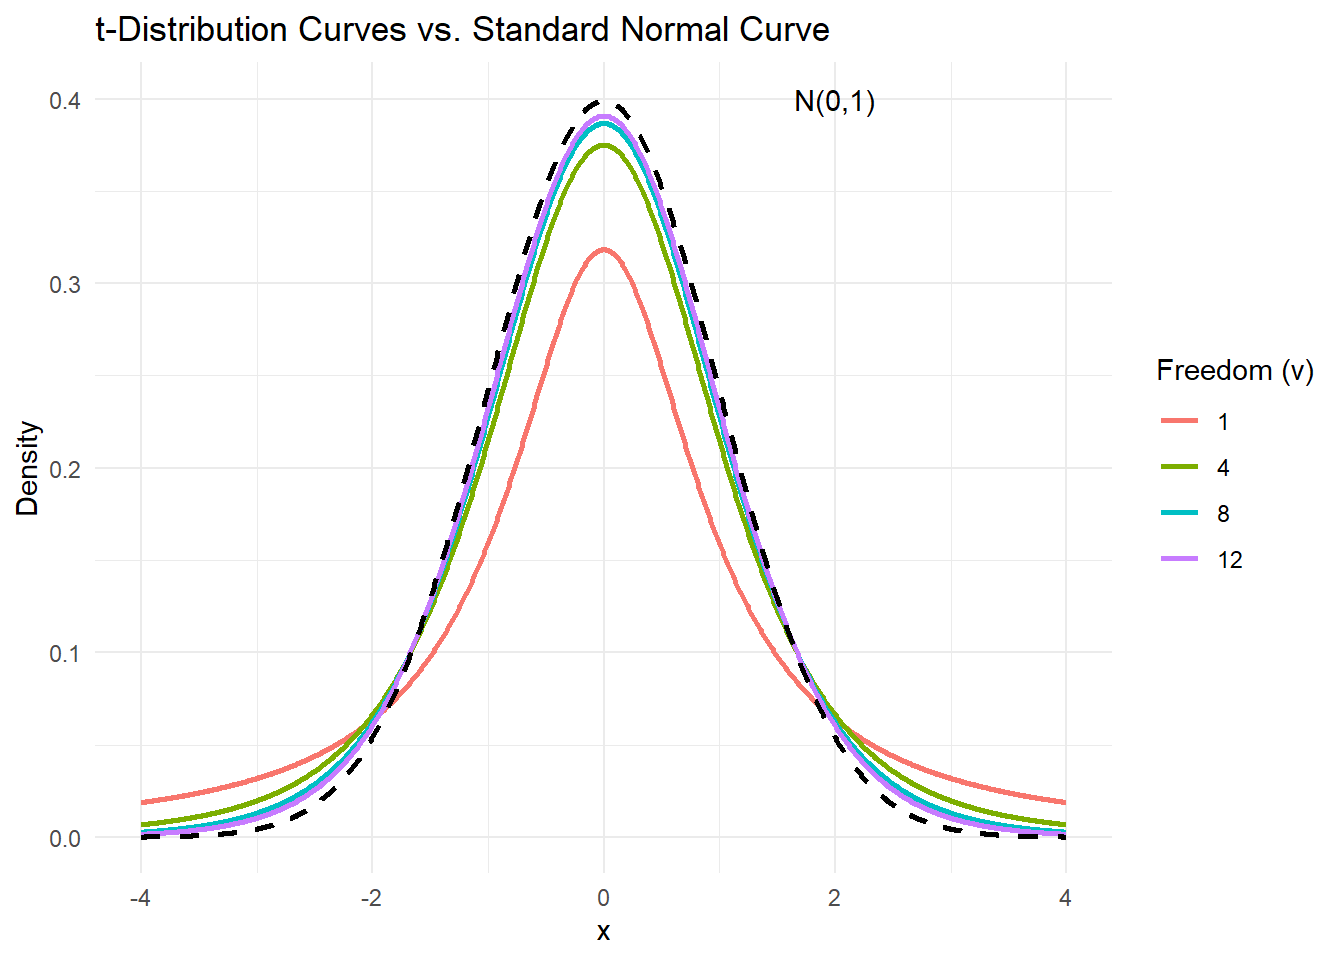 t-Distribution Curves vs. Standard Normal Curve
N(0,1)
0.4
0.3
0.2
0.1
0.0
Density
-4
-2
0
2
4
x
Freedom (v)
1
4
8
12